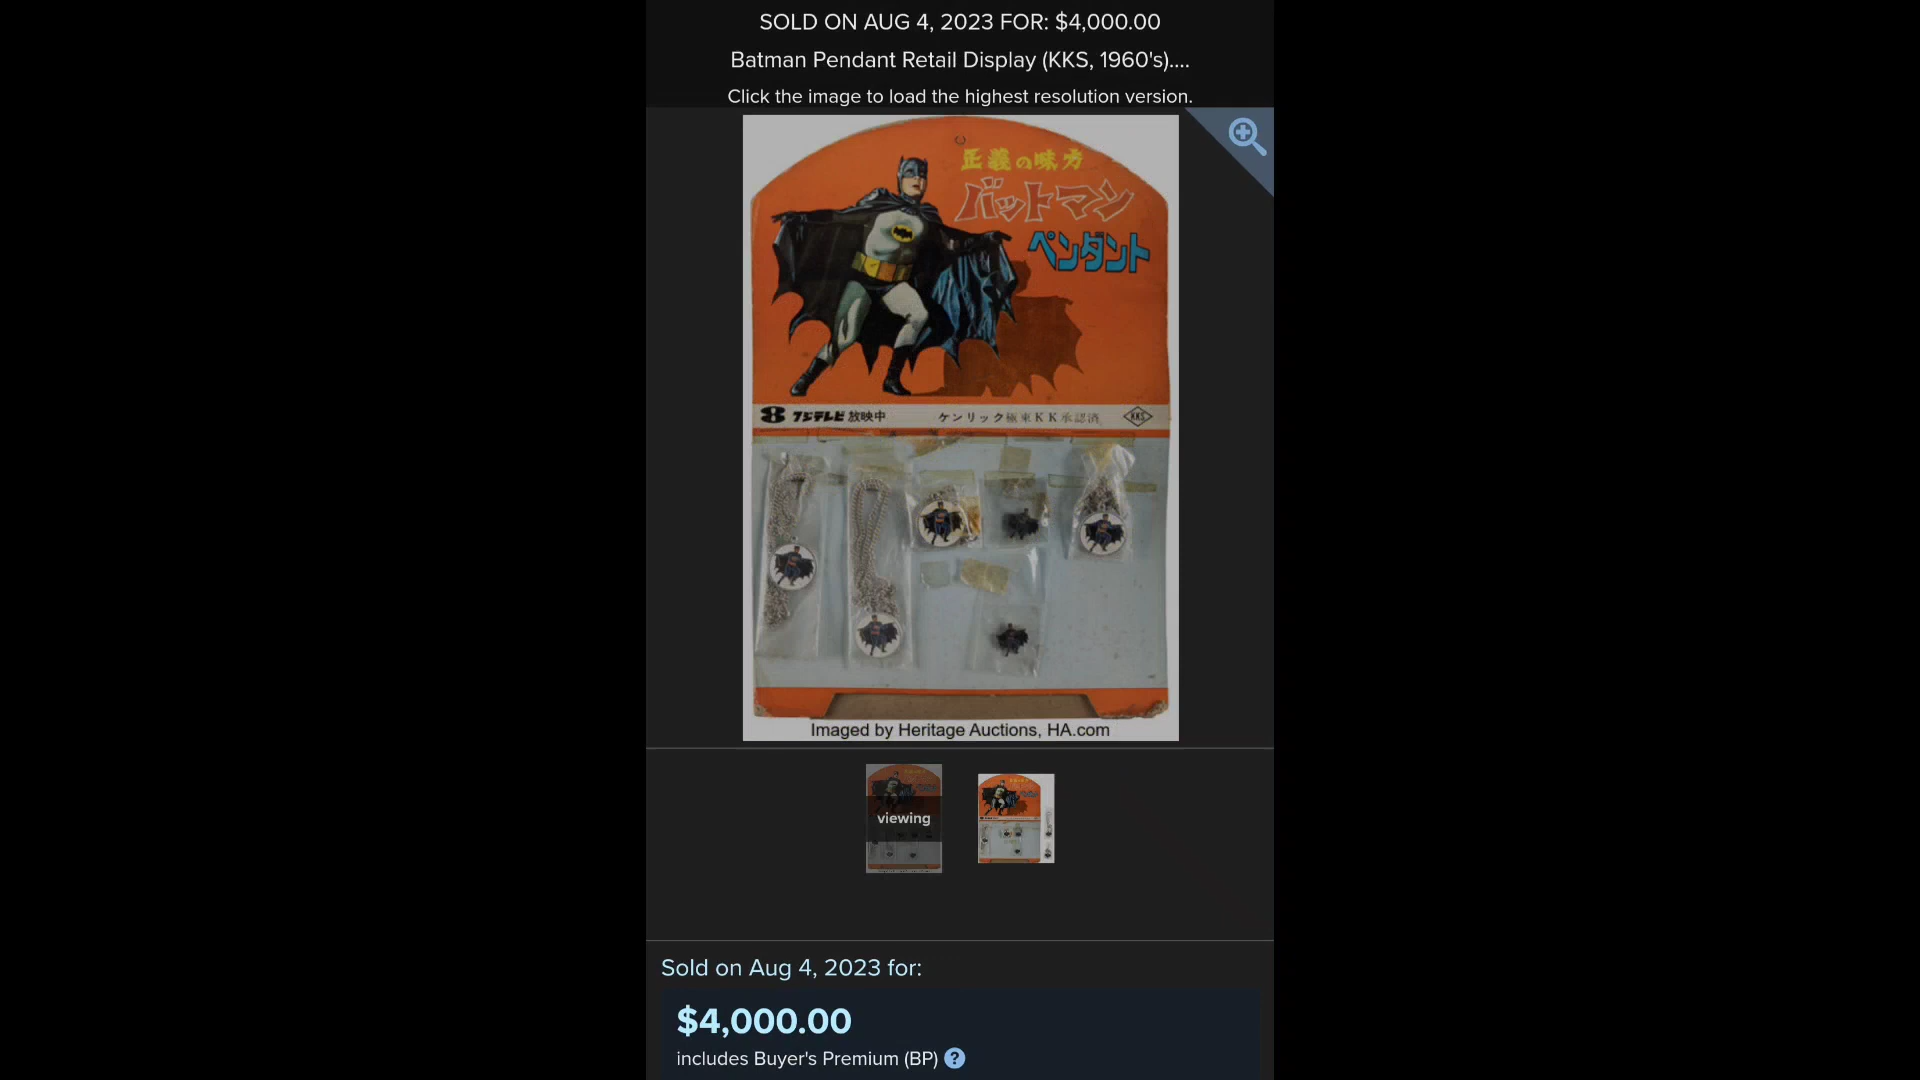 SOLD ON AUG 4, 2023 FOR: $4,000.00
Batman Pendant Retail Display (KKS, 1960's)....
Click the image to load the highest resolution version.
正義の味方
バットマン
ペンダント
8 フジテレビ 放映中 ケンリック極東KK承認済 KKS
Imaged by Heritage Auctions, HA.com
viewing
Sold on Aug 4, 2023 for:
$4,000.00
includes Buyer's Premium (BP) ?